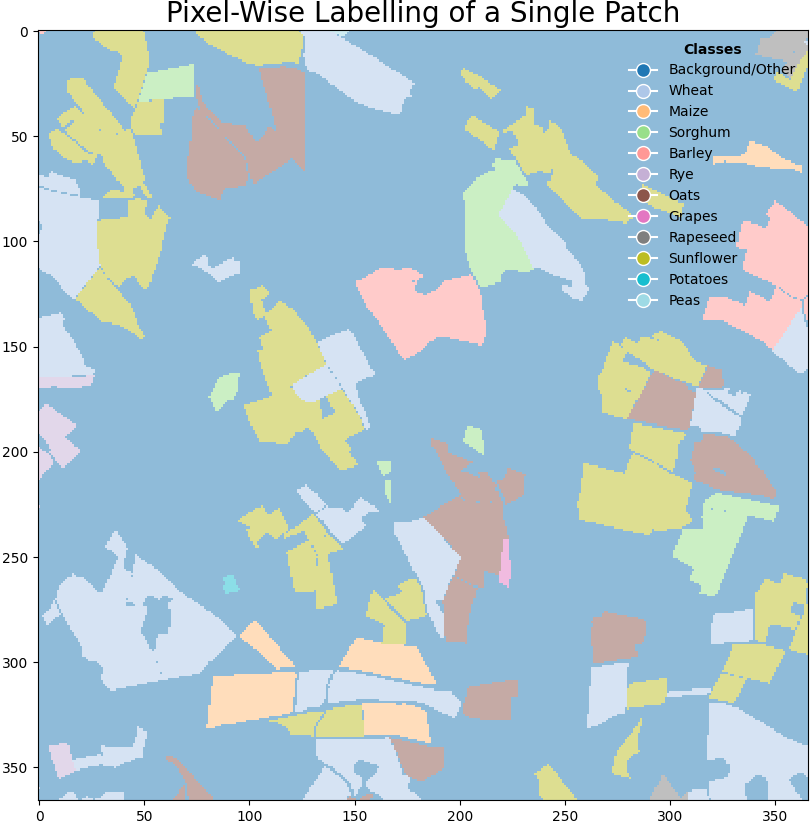 Pixel-Wise Labelling of a Single Patch
Classes
Background/Other
Wheat
Maize
Sorghum
Barley
Rye
Oats
Grapes
Rapeseed
Sunflower
Potatoes
Peas
0
50
100
150
200
250
300
350
0 50 100 150 200 250 300 350